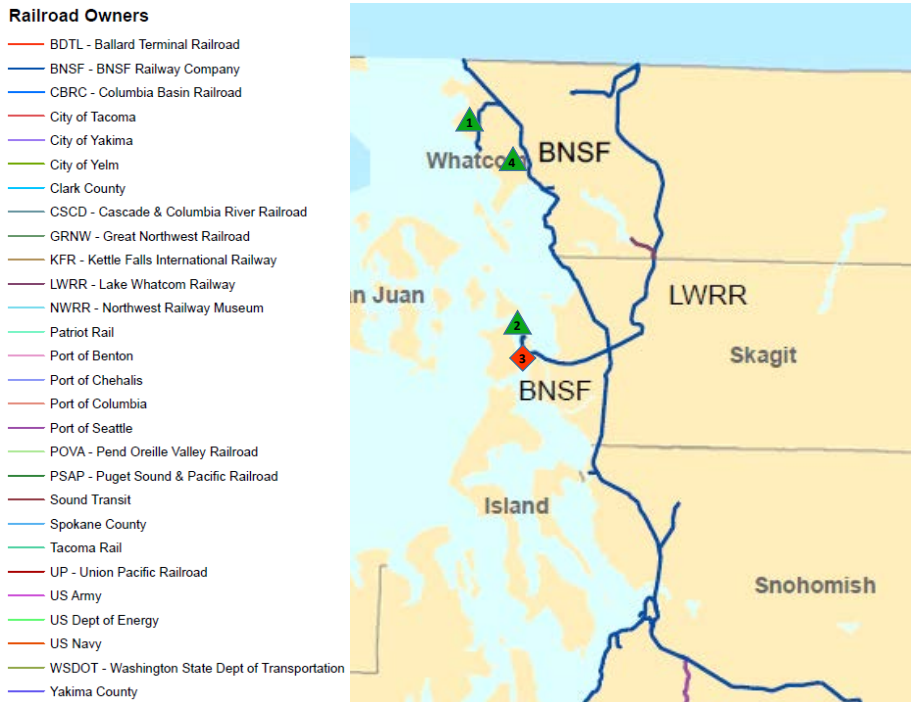 Railroad Owners
BDTL - Ballard Terminal Railroad
BNSF - BNSF Railway Company
CBRC - Columbia Basin Railroad
City of Tacoma
City of Yakima
City of Yelm
Clark County
CSCD - Cascade & Columbia River Railroad
GRNW - Great Northwest Railroad
KFR - Kettle Falls International Railway
LWRR - Lake Whatcom Railway
NWRR - Northwest Railway Museum
Patriot Rail
Port of Benton
Port of Chehalis
Port of Columbia
Port of Seattle
POVA - Pend Oreille Valley Railroad
PSAP - Puget Sound & Pacific Railroad
Sound Transit
Spokane County
Tacoma Rail
UP - Union Pacific Railroad
US Army
US Dept of Energy
US Navy
WSDOT - Washington State Dept of Transportation
Yakima County
1
Whatco
4
BNSF
n Juan
LWRR
2
3
Skagit
BNSF
Island
Snohomish